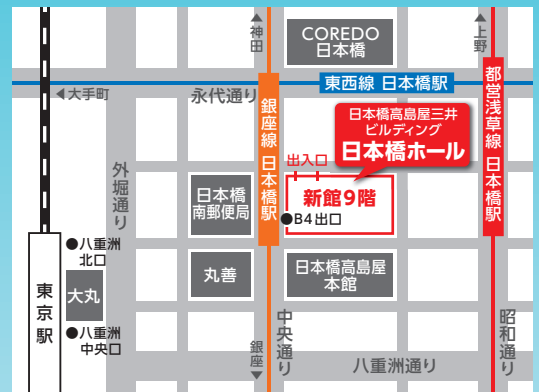 ▲神田
COREDO
日本橋
▲上野
東西線 日本橋駅
◀大手町
永代通り
銀座線 日本橋駅
都営浅草線 日本橋駅
日本橋高島屋三井
ビルディング
日本橋ホール
出入口
新館9階
●B4出口
外堀通り
日本橋
南郵便局
●八重洲
北口
大丸
東京駅
●八重洲
中央口
丸善
日本橋高島屋
本館
中央通り
昭和通り
銀座▼
八重洲通り